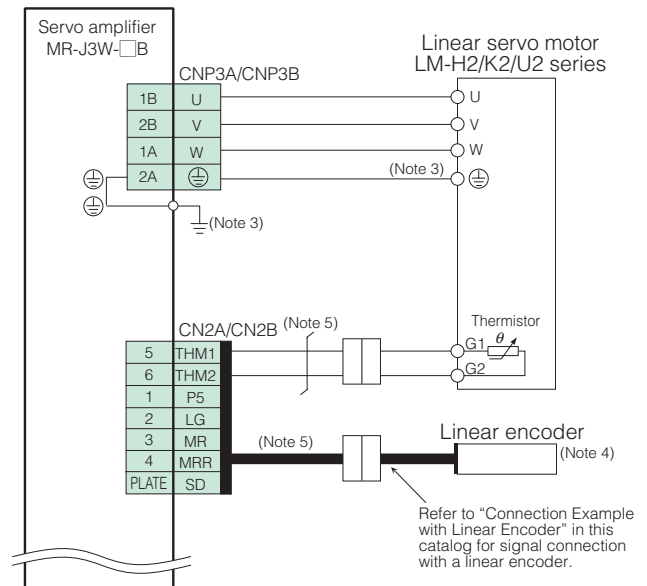 Servo amplifier
MR-J3W-□B
Linear servo motor
LM-H2/K2/U2 series
CNP3A/CNP3B
1B U
2B V
1A W
2A
U
V
W
(Note 3)
(Note 3)
CN2A/CN2B
(Note 5)
Thermistor
G1 θ
G2
5 THM1
6 THM2
1 P5
2 LG
3 MR
4 MRR
PLATE SD
(Note 5)
Linear encoder
(Note 4)
Refer to “Connection Example
with Linear Encoder” in this
catalog for signal connection
with a linear encoder.